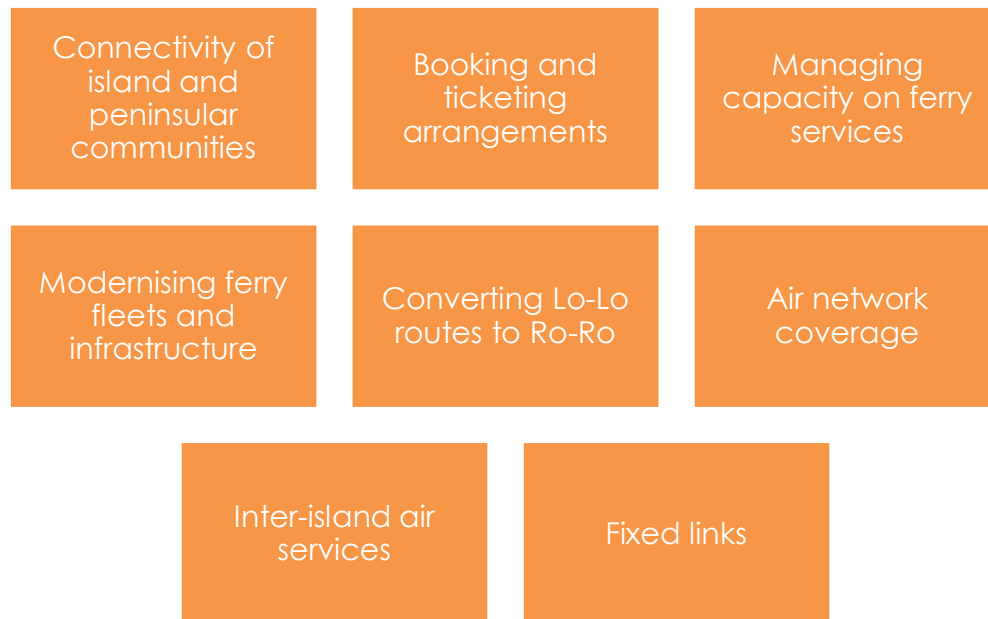 Connectivity of
island and
peninsular
communities
Booking and
ticketing
arrangements
Managing
capacity on ferry
services
Modernising ferry
fleets and
infrastructure
Converting Lo-Lo
routes to Ro-Ro
Air network
coverage
Inter-island air
services
Fixed links